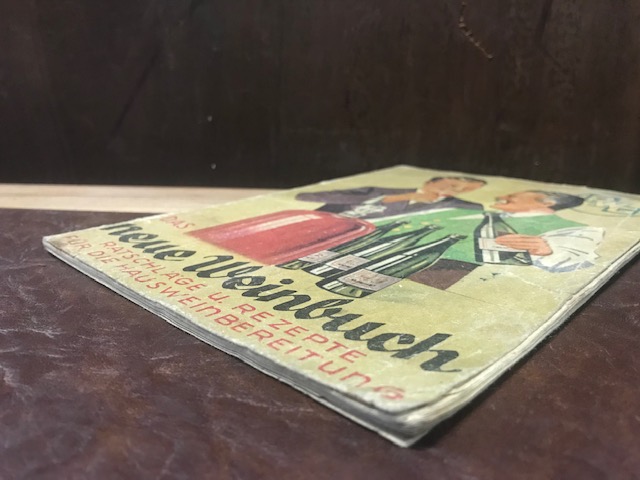 DAS
neue Weinbuch
RATSCHLÄGE U. REZEPTE
FÜR DIE HAUSWEINBEREITUNG